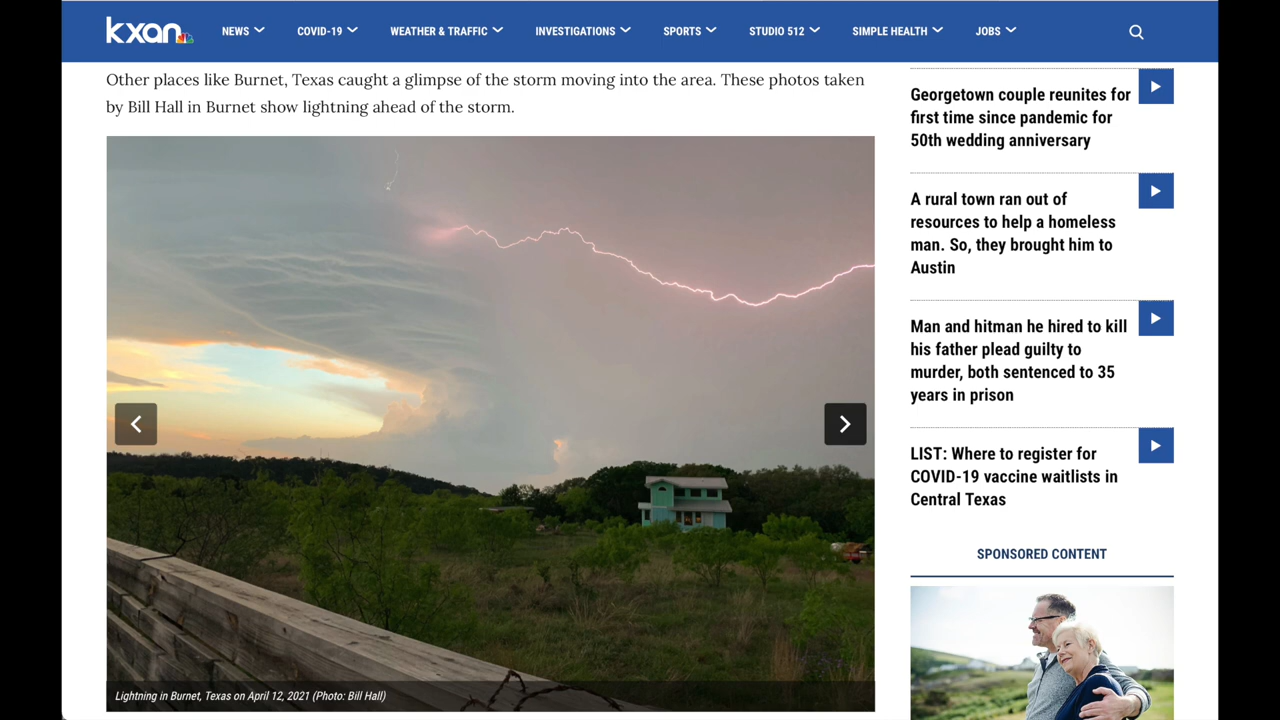 kxan
NEWS
COVID-19
WEATHER & TRAFFIC
INVESTIGATIONS
SPORTS
STUDIO 512
SIMPLE HEALTH
JOBS
Other places like Burnet, Texas caught a glimpse of the storm moving into the area. These photos taken
by Bill Hall in Burnet show lightning ahead of the storm.
Lightning in Burnet, Texas on April 12, 2021 (Photo: Bill Hall)
Georgetown couple reunites for
first time since pandemic for
50th wedding anniversary
A rural town ran out of
resources to help a homeless
man. So, they brought him to
Austin
Man and hitman he hired to kill
his father plead guilty to
murder, both sentenced to 35
years in prison
LIST: Where to register for
COVID-19 vaccine waitlists in
Central Texas
SPONSORED CONTENT